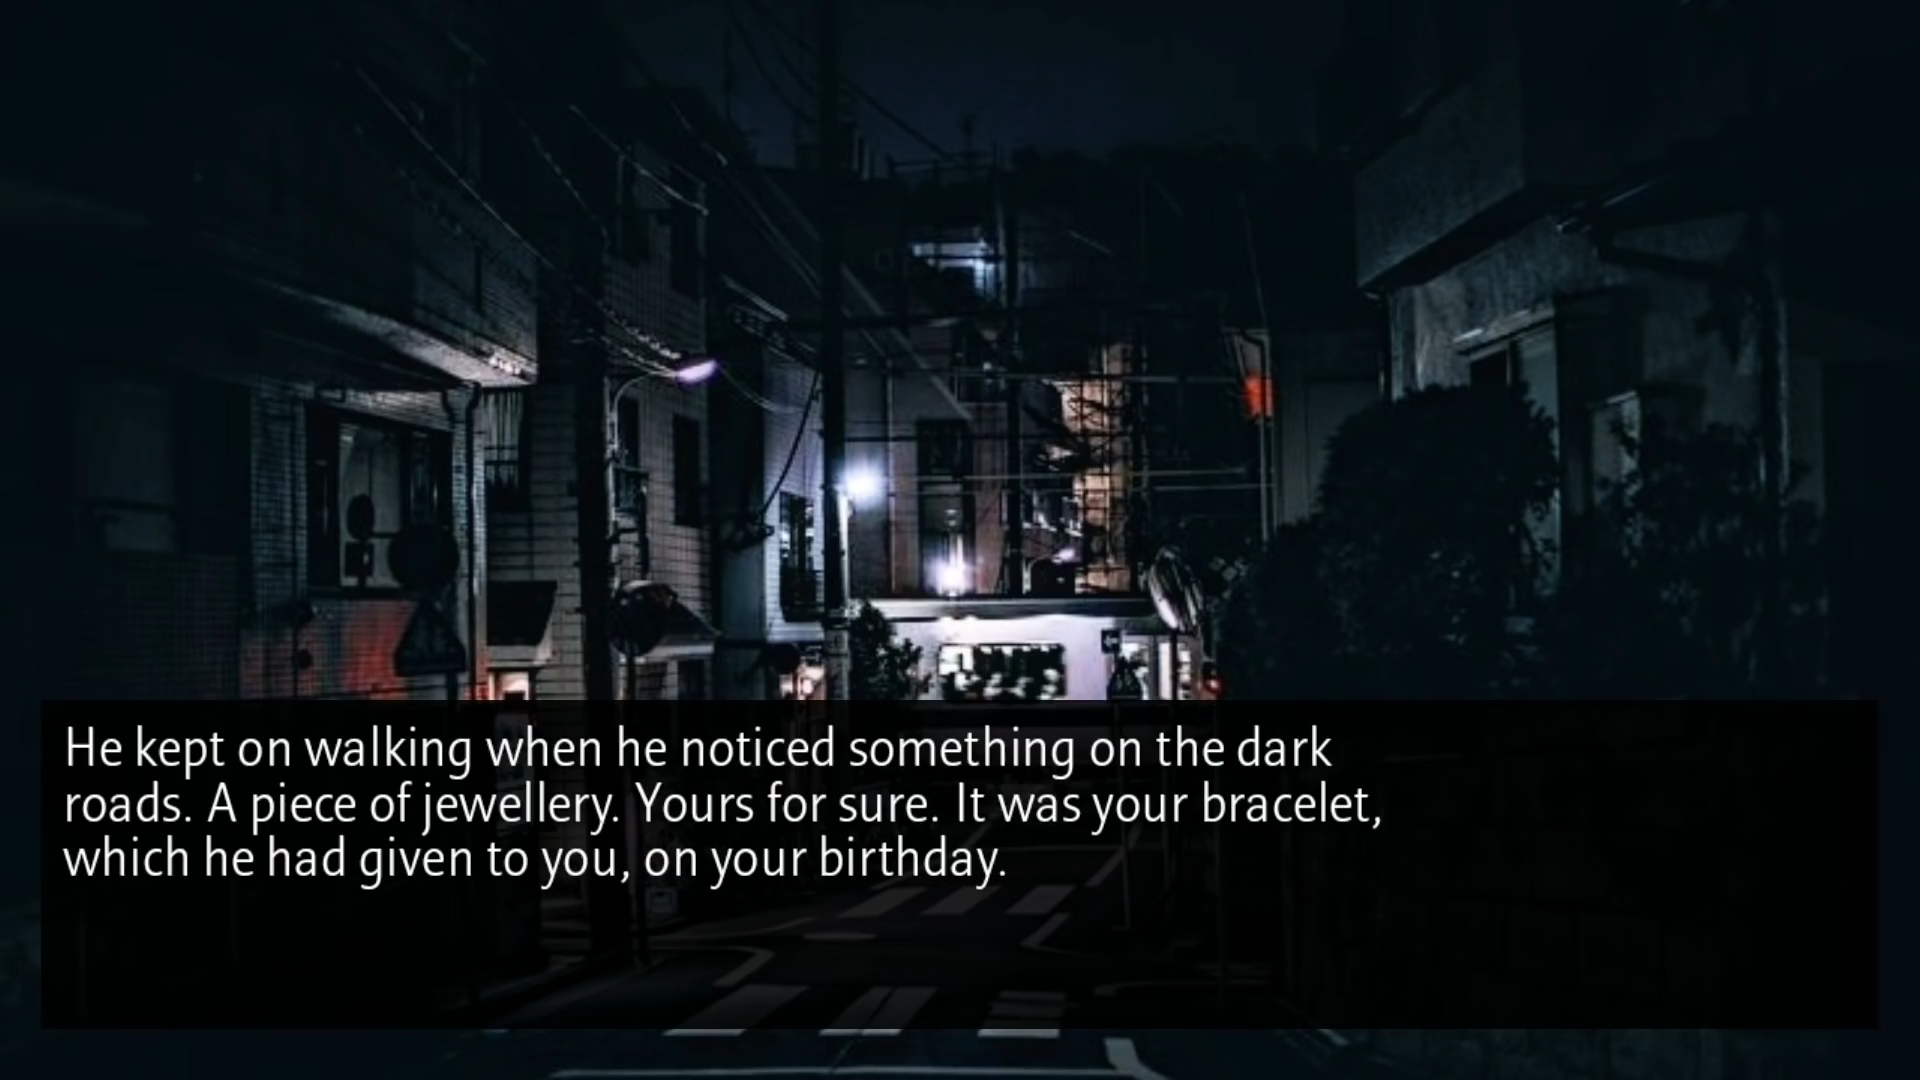 He kept on walking when he noticed something on the dark
roads. A piece of jewellery. Yours for sure. It was your bracelet,
which he had given to you, on your birthday.